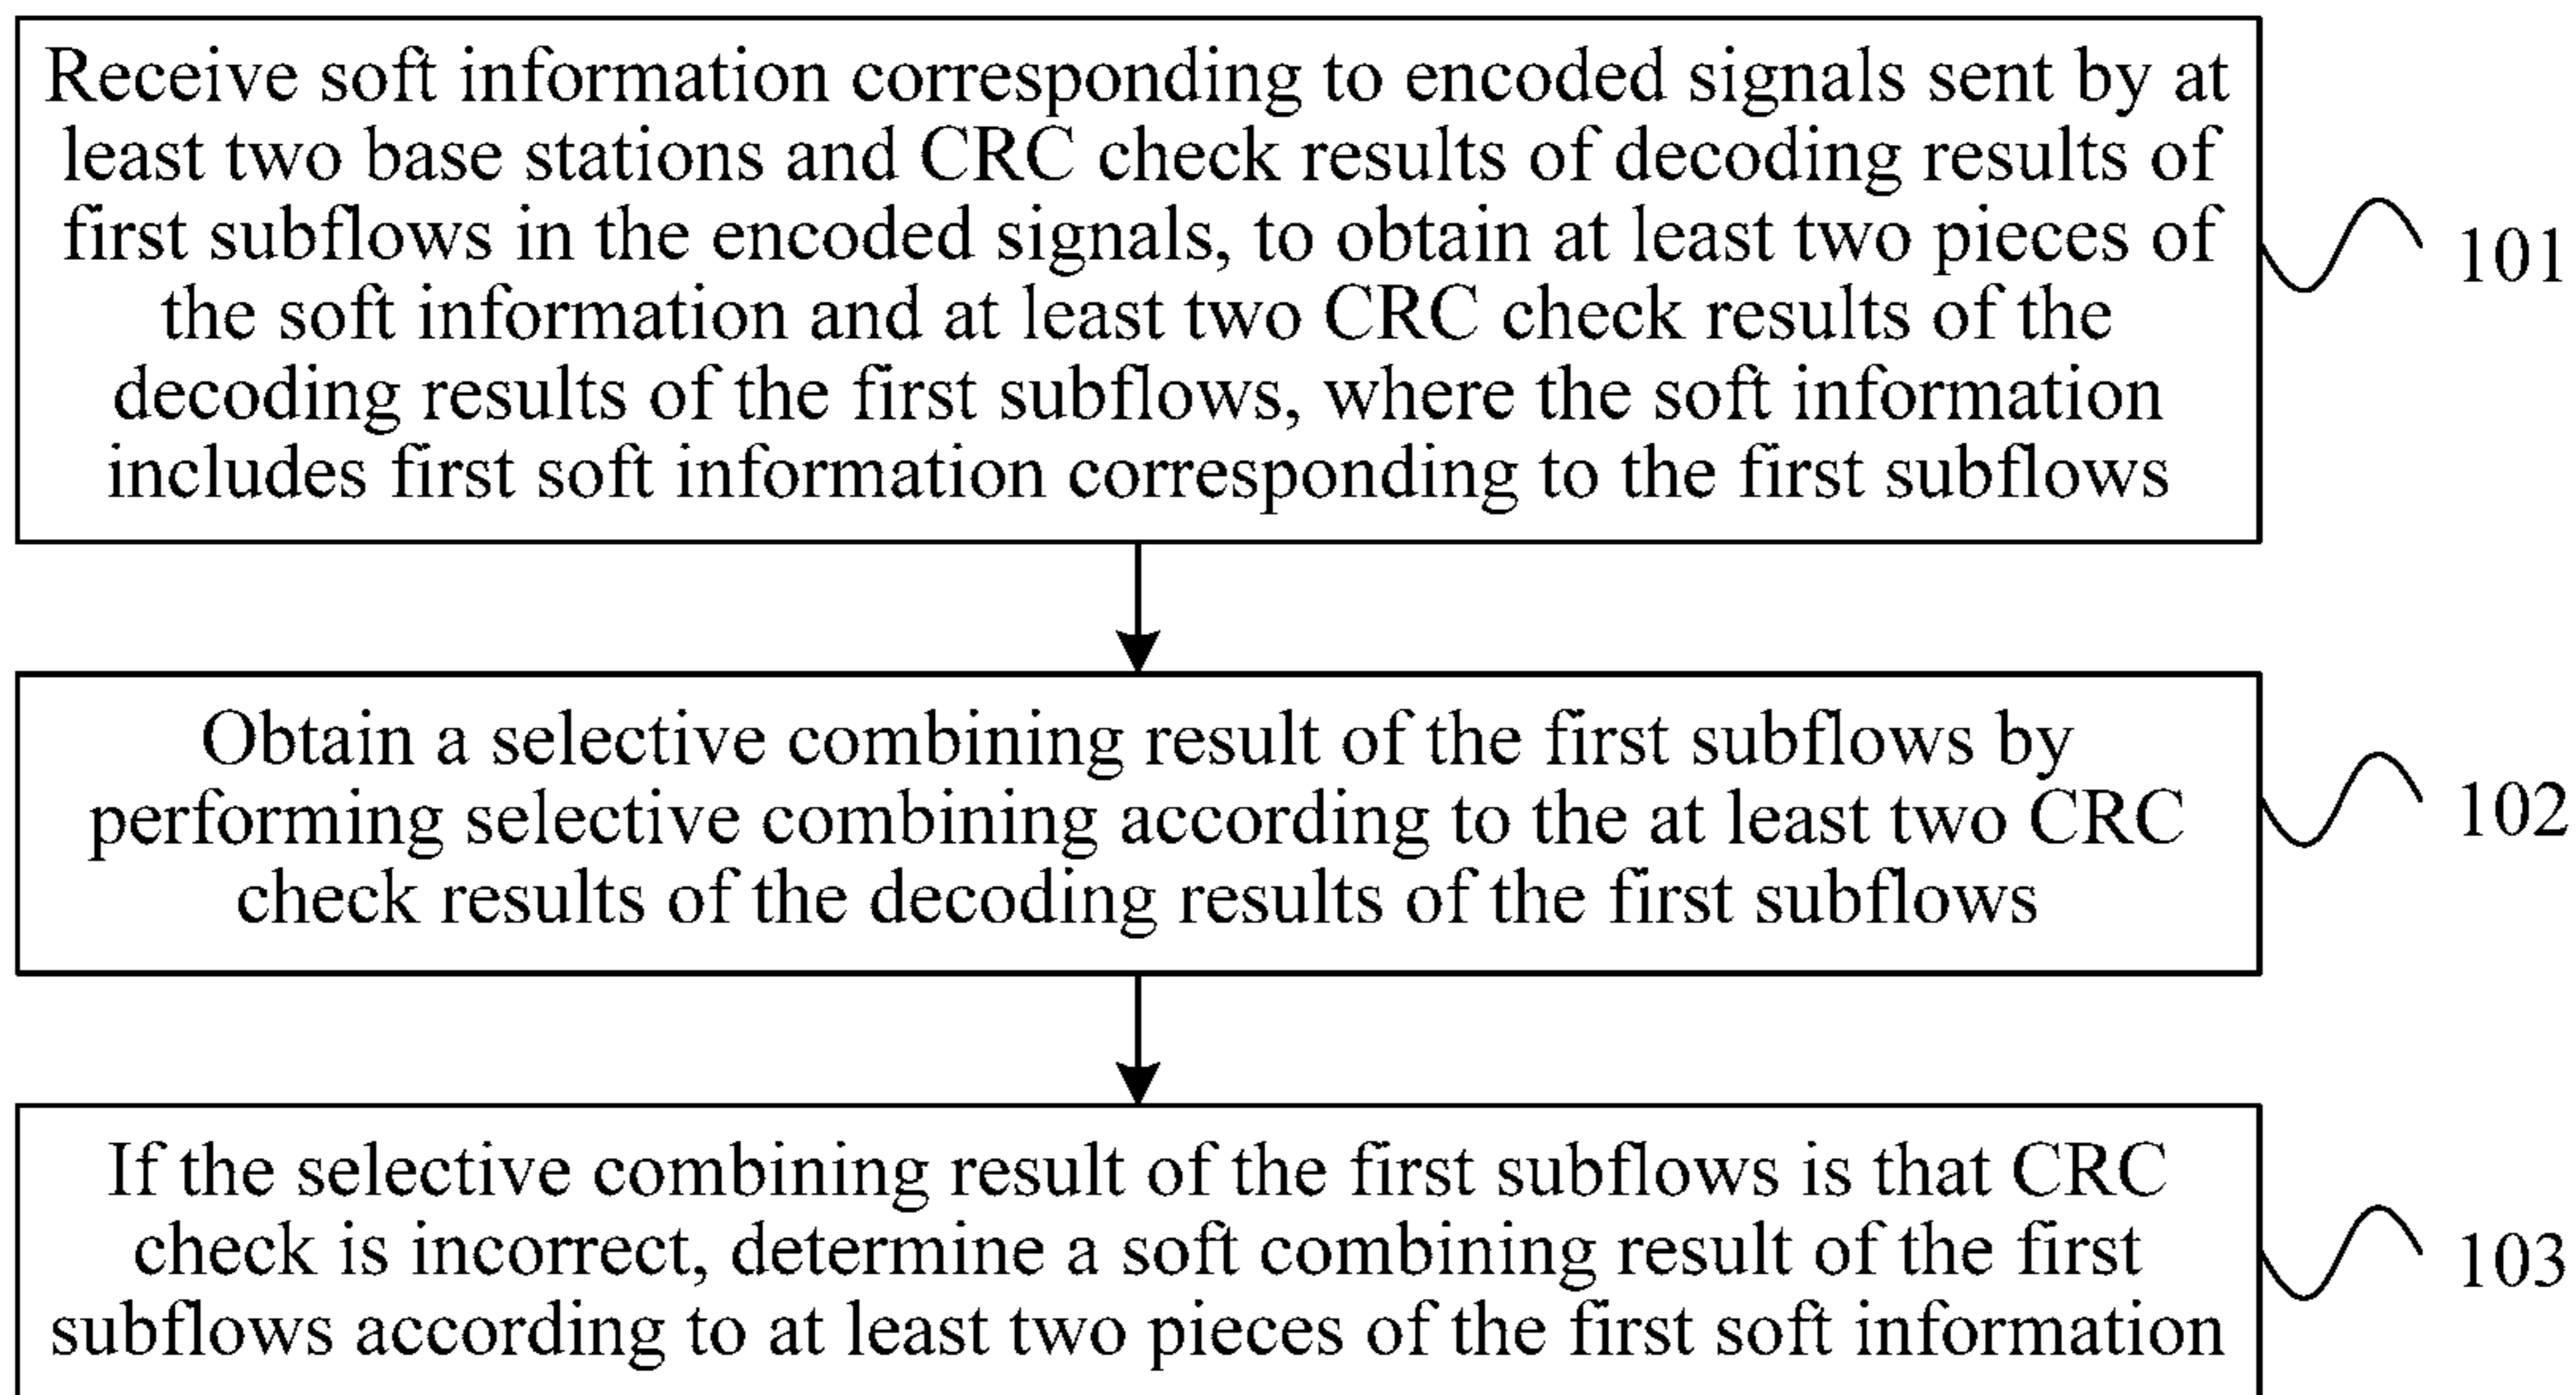 Receive soft information corresponding to encoded signals sent by at
least two base stations and CRC check results of decoding results of
first subflows in the encoded signals, to obtain at least two pieces of
the soft information and at least two CRC check results of the
decoding results of the first subflows, where the soft information
includes first soft information corresponding to the first subflows
101
Obtain a selective combining result of the first subflows by
performing selective combining according to the at least two CRC
check results of the decoding results of the first subflows
102
If the selective combining result of the first subflows is that CRC
check is incorrect, determine a soft combining result of the first
subflows according to at least two pieces of the first soft information
103